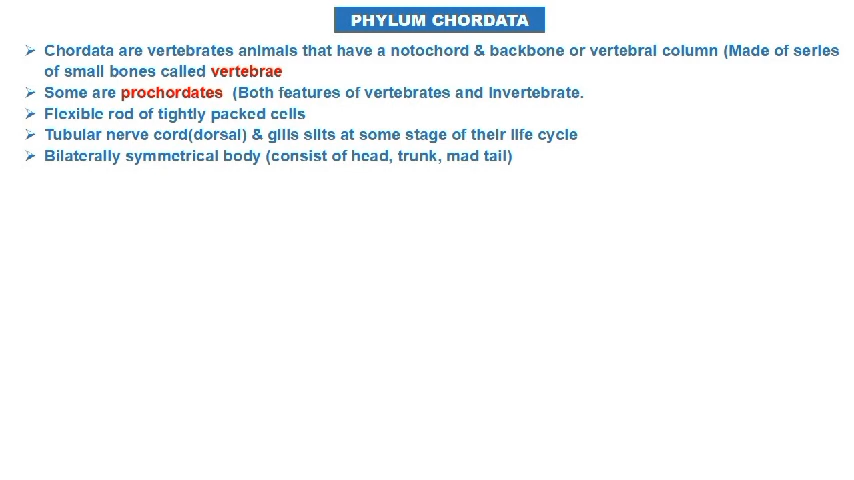 PHYLUM CHORDATA
➢ Chordata are vertebrates animals that have a notochord & backbone or vertebral column (Made of series
of small bones called vertebrae
➢ Some are prochordates (Both features of vertebrates and invertebrate.
➢ Flexible rod of tightly packed cells
➢ Tubular nerve cord(dorsal) & gills slits at some stage of their life cycle
➢ Bilaterally symmetrical body (consist of head, trunk, mad tail)